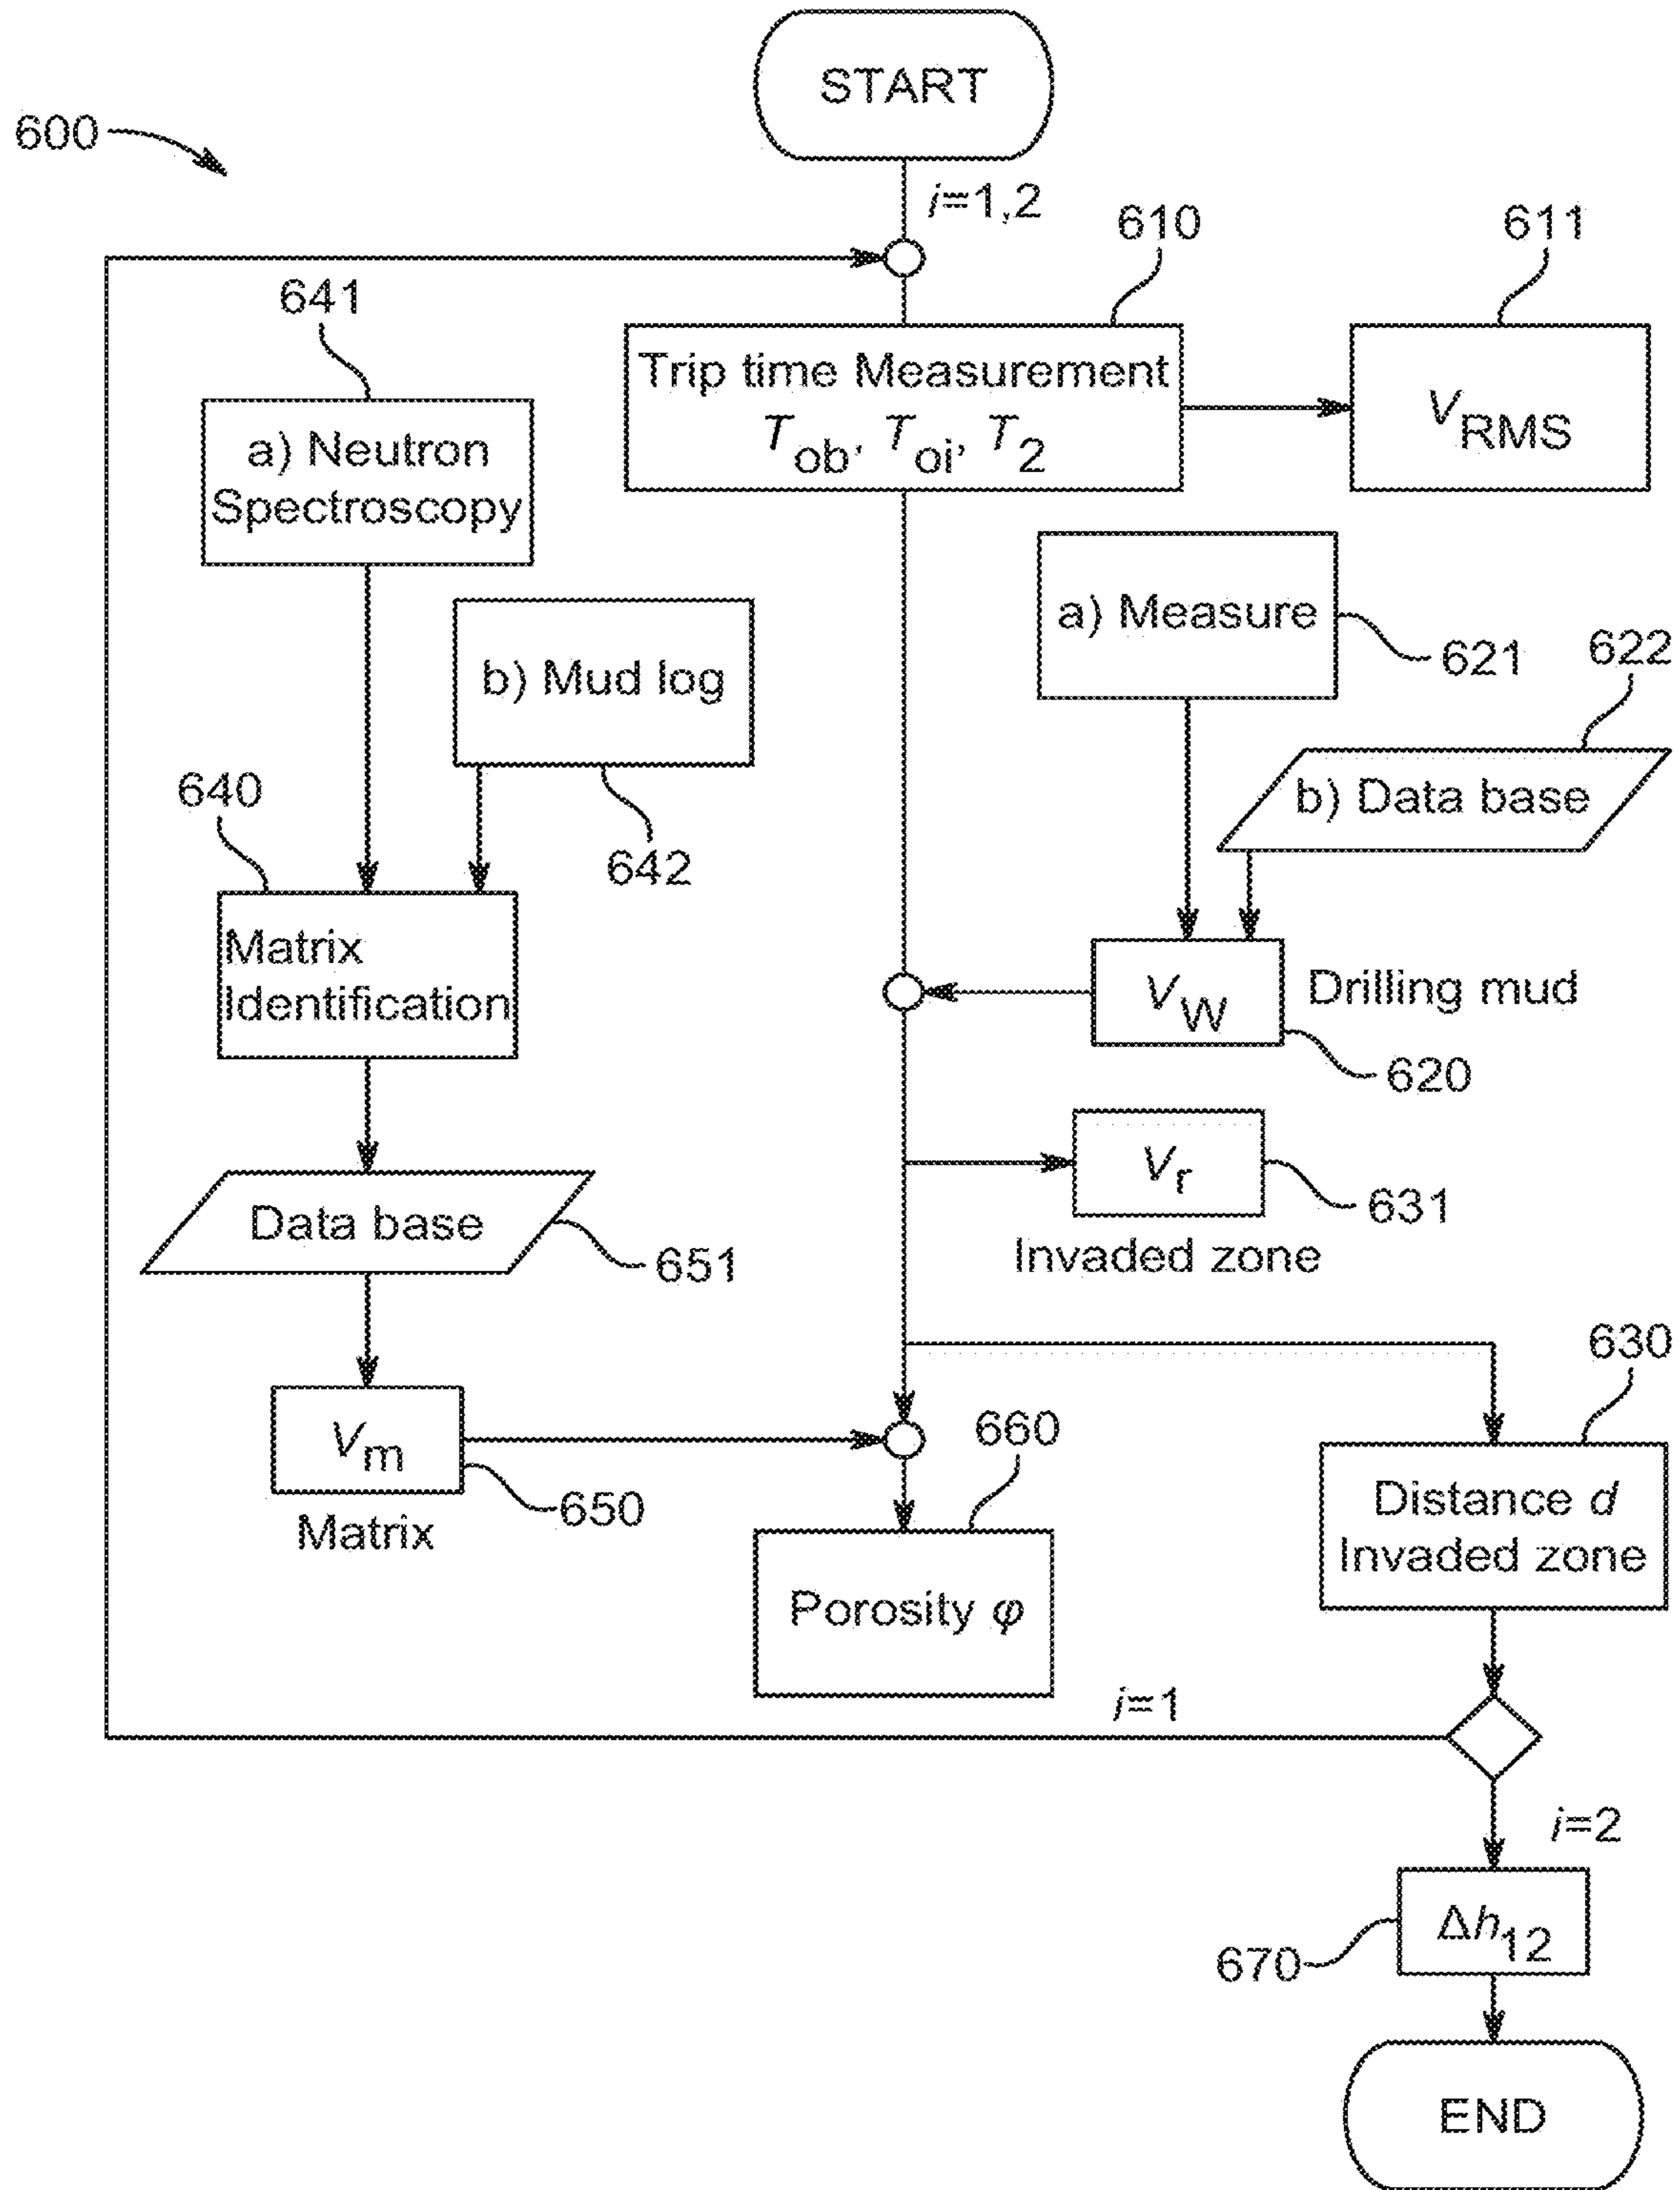 START
600
i=1,2
610
611
641
Trip time Measurement
Tob, Toi, T2
VRMS
a) Neutron
Spectroscopy
a) Measure
621
622
b) Mud log
b) Data base
640
642
Matrix
Identification
VW
Drilling mud
620
Vr
631
Invaded zone
Data base
651
630
Vm
650
Matrix
660
Distance d
Invaded zone
Porosity φ
i=1
i=2
Δh12
670
END